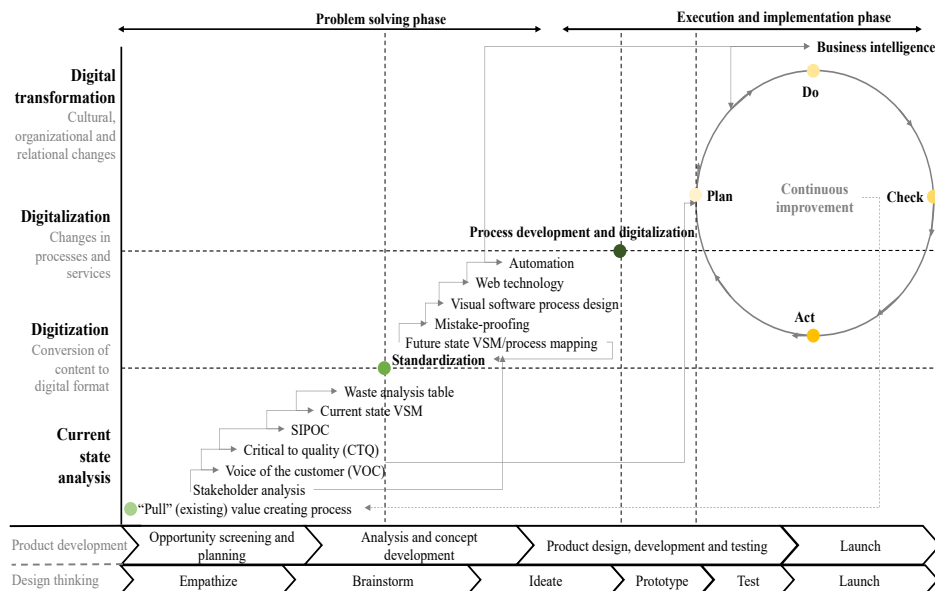 Problem solving phase
Execution and implementation phase
Business intelligence
Digital
transformation
Cultural,
organizational and
relational changes
Do
Plan
Continuous
improvement
Check
Act
Digitalization
Changes in
processes and
services
Process development and digitalization
Automation
Web technology
Visual software process design
Mistake-proofing
Future state VSM/process mapping
Standardization
Digitization
Conversion of
content to
digital format
Waste analysis table
Current state VSM
SIPOC
Critical to quality (CTQ)
Voice of the customer (VOC)
Stakeholder analysis
"Pull" (existing) value creating process
Current
state
analysis
Product development
Opportunity screening and
planning
Analysis and concept
development
Product design, development and testing
Launch
Design thinking
Empathize
Brainstorm
Ideate
Prototype
Test
Launch